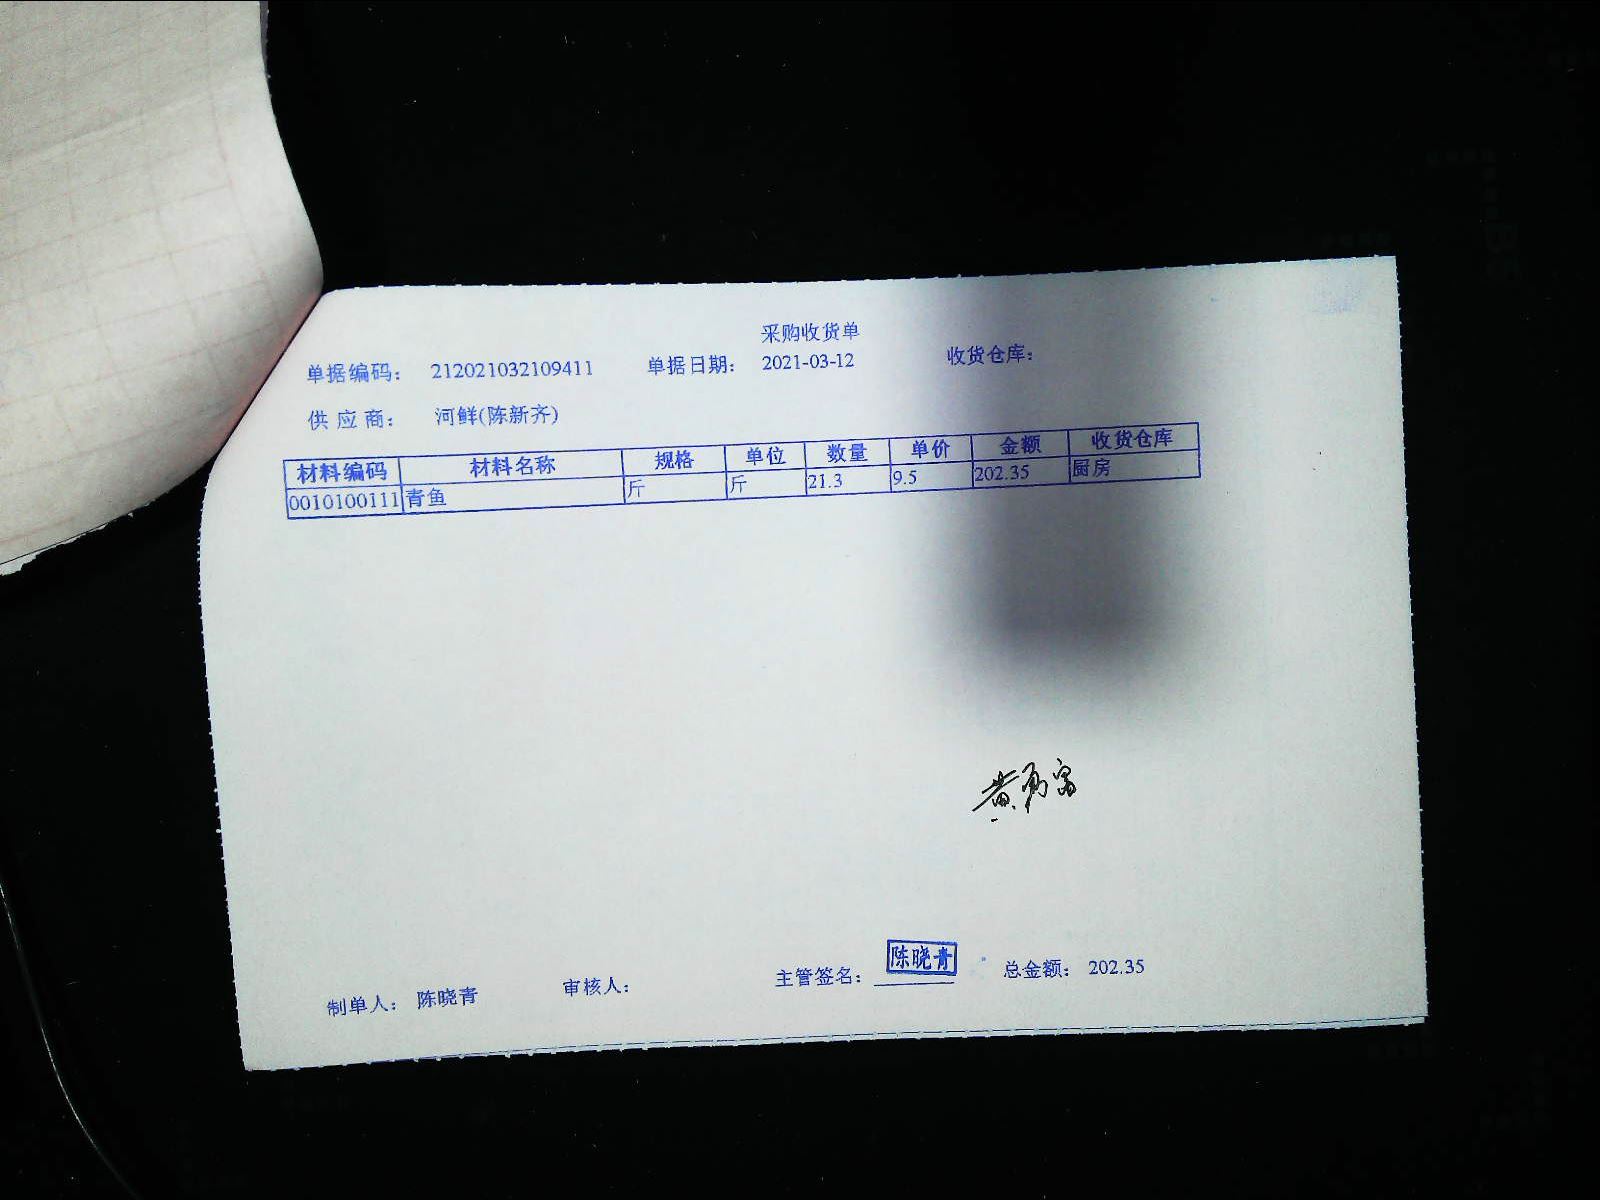 采购收货单
单据编码： 212021032109411 单据日期： 2021-03-12 收货仓库：
供应商： 河鲜(陈新齐)
材料编码 材料名称 规格 单位 数量 单价 金额 收货仓库
0010100111 青鱼 斤 斤 21.3 9.5 202.35 厨房
陈晓青
制单人： 陈晓青 审核人： 主管签名： 总金额： 202.35